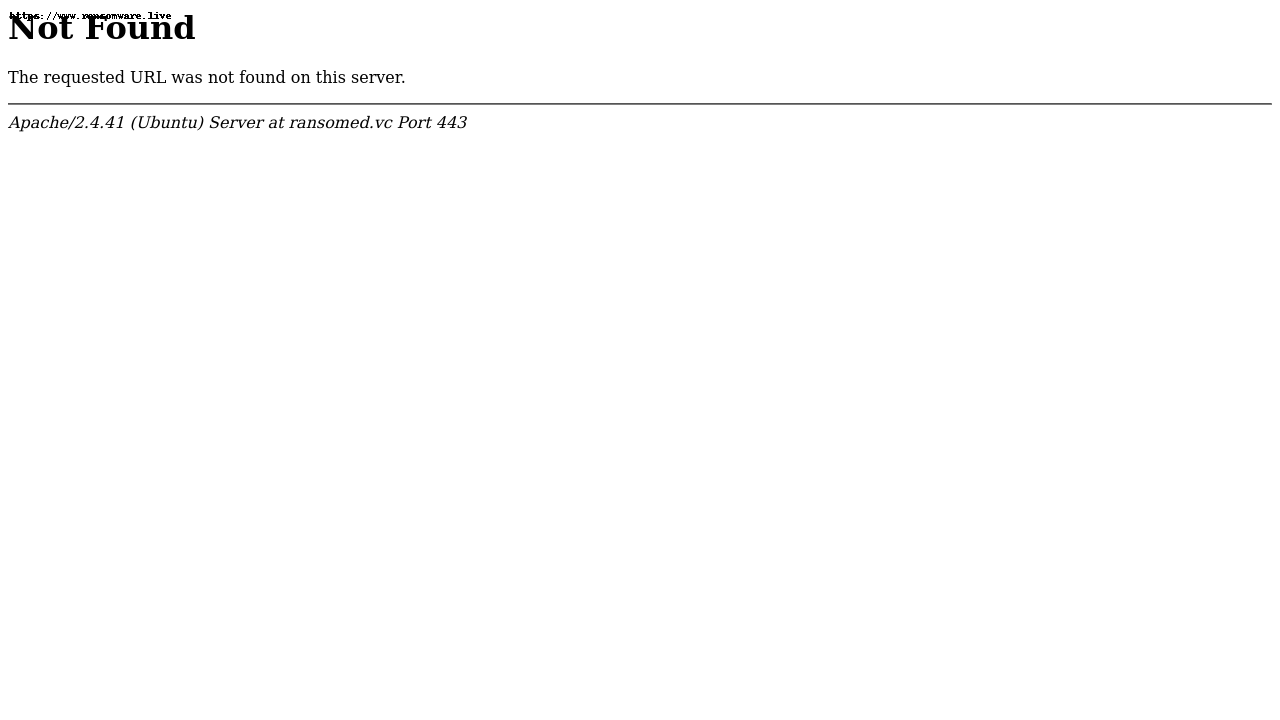 https://www.ransomware.live
Not Found
The requested URL was not found on this server.
Apache/2.4.41 (Ubuntu) Server at ransomed.vc Port 443